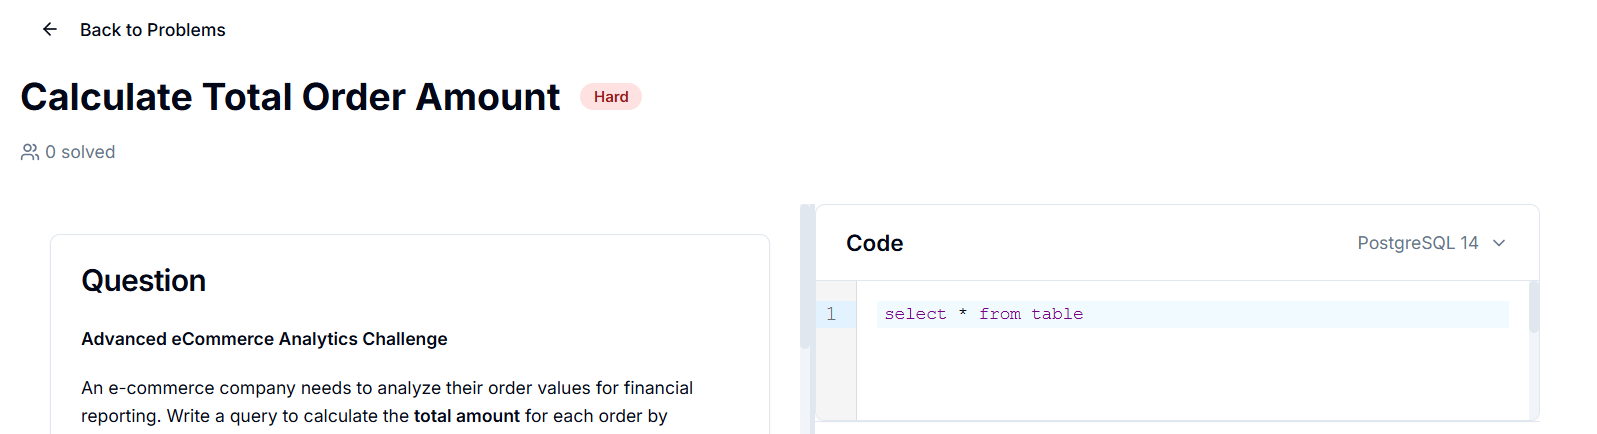 Back to Problems
Calculate Total Order Amount Hard
0 solved
Question
Advanced eCommerce Analytics Challenge
An e-commerce company needs to analyze their order values for financial
reporting. Write a query to calculate the total amount for each order by
Code PostgreSQL 14
1 select * from table